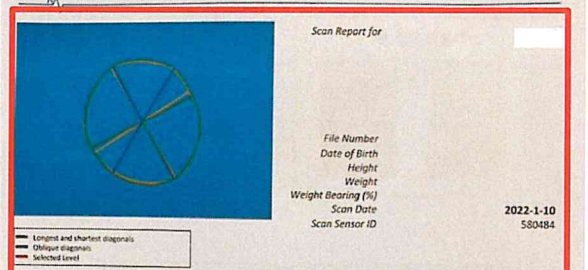 Scan Report for
File Number
Date of Birth
Height
Weight
Weight Bearing (%)
Scan Date 2022-1-10
Scan Sensor ID 580484
Longest and shortest diagonals
Oblique diagonals
Selected Level